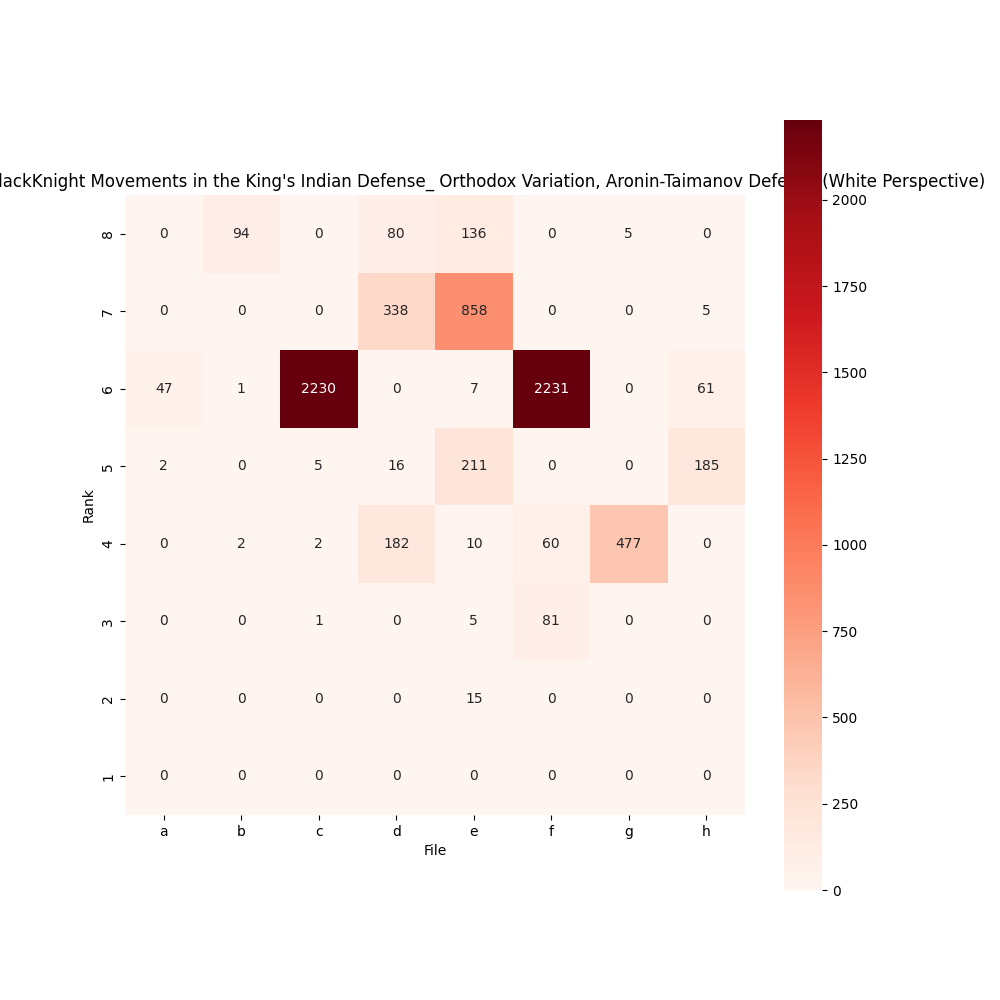 lackKnight Movements in the King's Indian Defense_ Orthodox Variation, Aronin-Taimanov Defe (White Perspective)
8 0 94 0 80 136 0 5 0
7 0 0 0 338 858 0 0 5
6 47 1 2230 0 7 2231 0 61
5 2 0 5 16 211 0 0 185
Rank
4 0 2 2 182 10 60 477 0
3 0 0 1 0 5 81 0 0
2 0 0 0 0 15 0 0 0
1 0 0 0 0 0 0 0 0
a b c d e f g h
File
2000
1750
1500
1250
1000
750
500
250
0